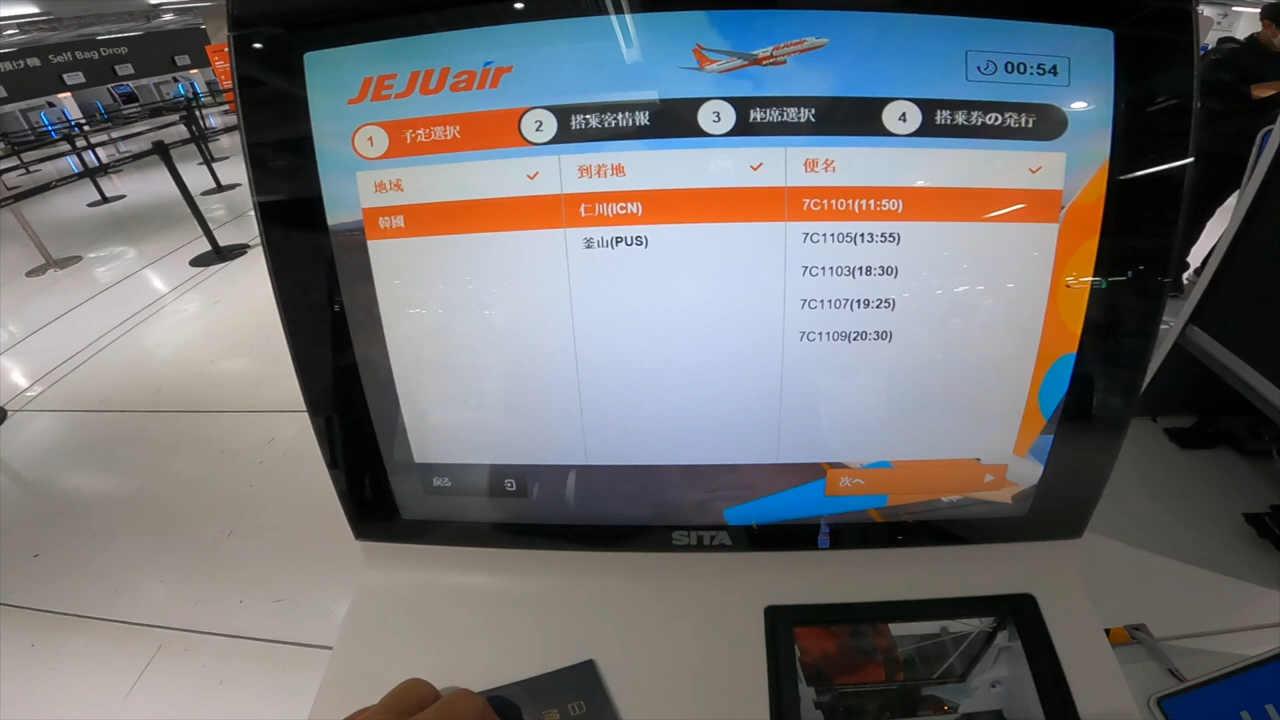 預け機 Self Bag Drop
JEJUair
00:54
1 予定選択
2 搭乗客情報
3 座席選択
4 搭乗券の発行
地域
到着地
便名
韓國
仁川(ICN)
7C1101(11:50)
釜山(PUS)
7C1105(13:55)
7C1103(18:30)
7C1107(19:25)
7C1109(20:30)
戻る
次へ
SITA